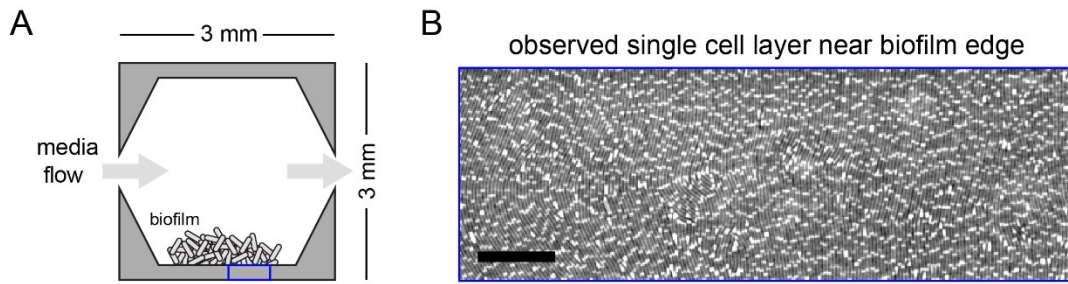 A
3 mm
media
flow
biofilm
3 mm
B
observed single cell layer near biofilm edge